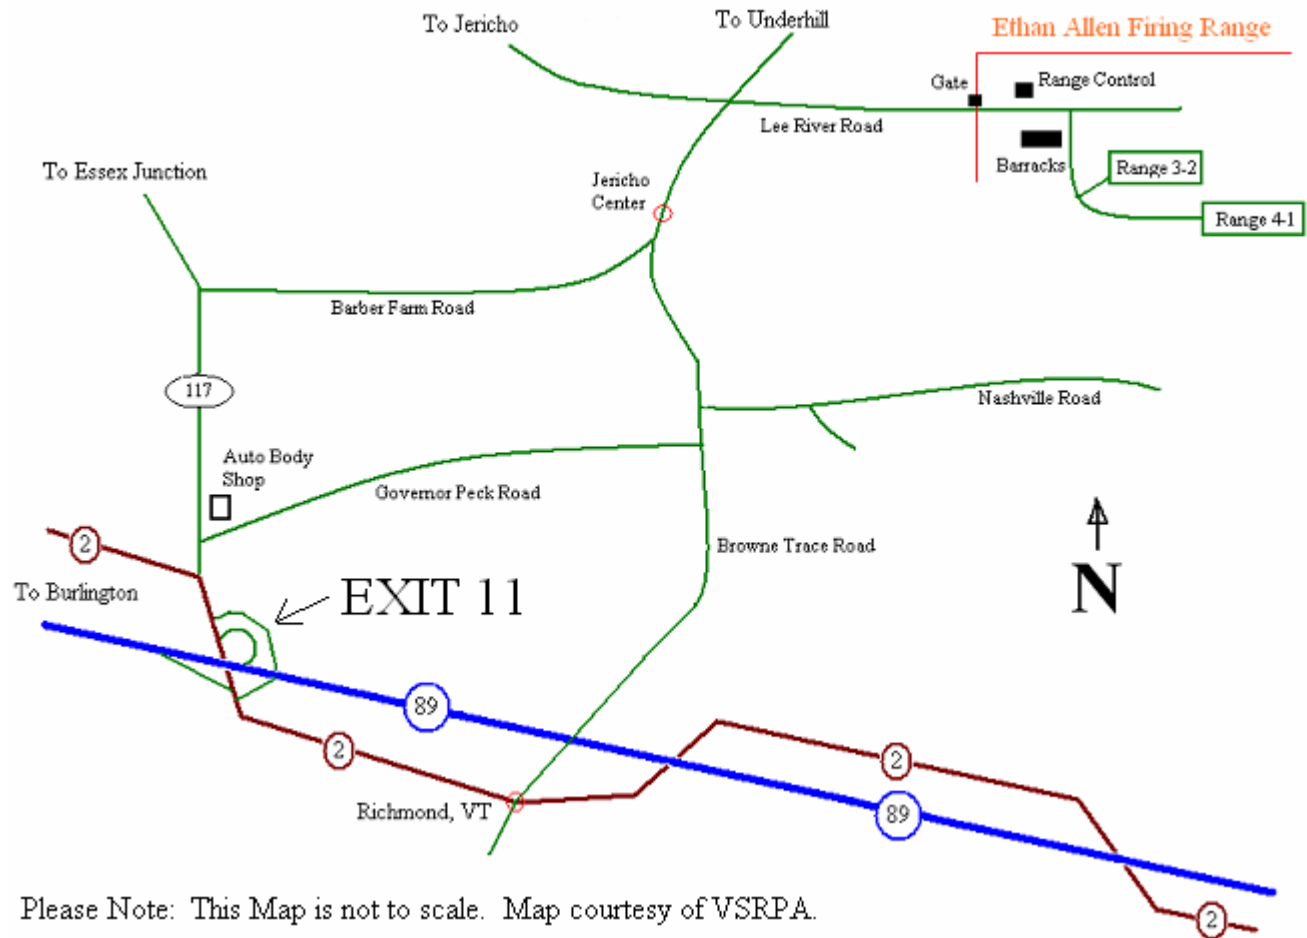 To Jericho
To Underhill
Ethan Allen Firing Range
Gate
Range Control
Lee River Road
Barracks
Range 3-2
Range 4-1
To Essex Junction
Jericho
Center
Barber Farm Road
117
Nashville Road
Auto Body
Shop
Governor Peck Road
Browne Trace Road
2
To Burlington
EXIT 11
N
89
2
2
89
Richmond, VT
2
Please Note: This Map is not to scale. Map courtesy of VSRPA.